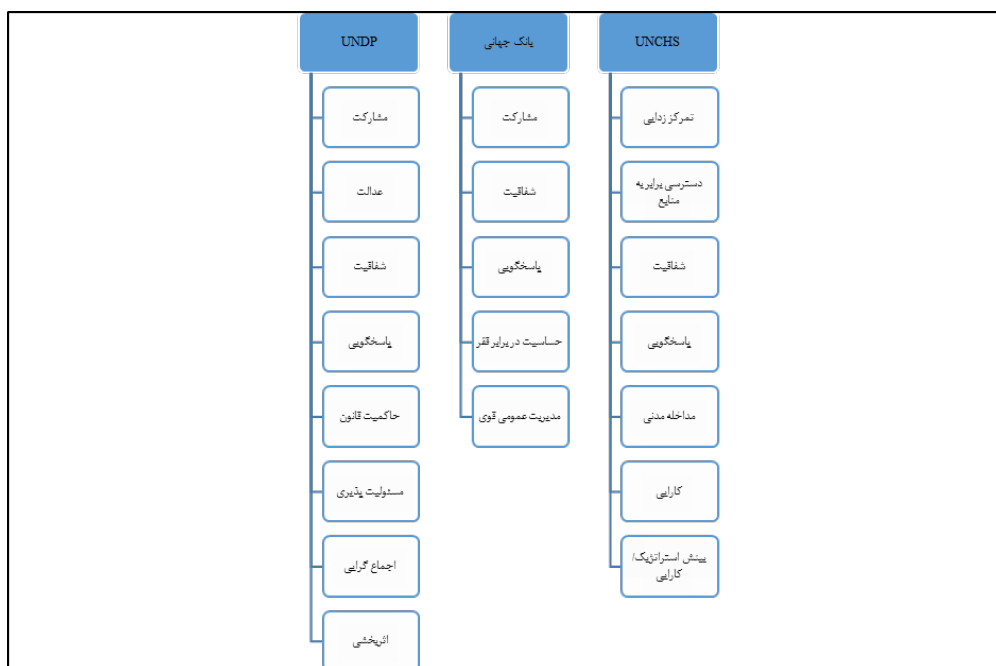 UNCHS
تمرکز زدایی
دسترسی برابر به
منابع
شفافیت
پاسخگویی
مداخله مدنی
کارایی
بینش استراتژیک/
کارایی
بانک جهانی
مشارکت
شفافیت
پاسخگویی
حساسیت در برابر فقر
مدیریت عمومی قوی
UNDP
مشارکت
عدالت
شفافیت
پاسخگویی
حاکمیت قانون
مسئولیت پذیری
اجماع گرایی
اثربخشی